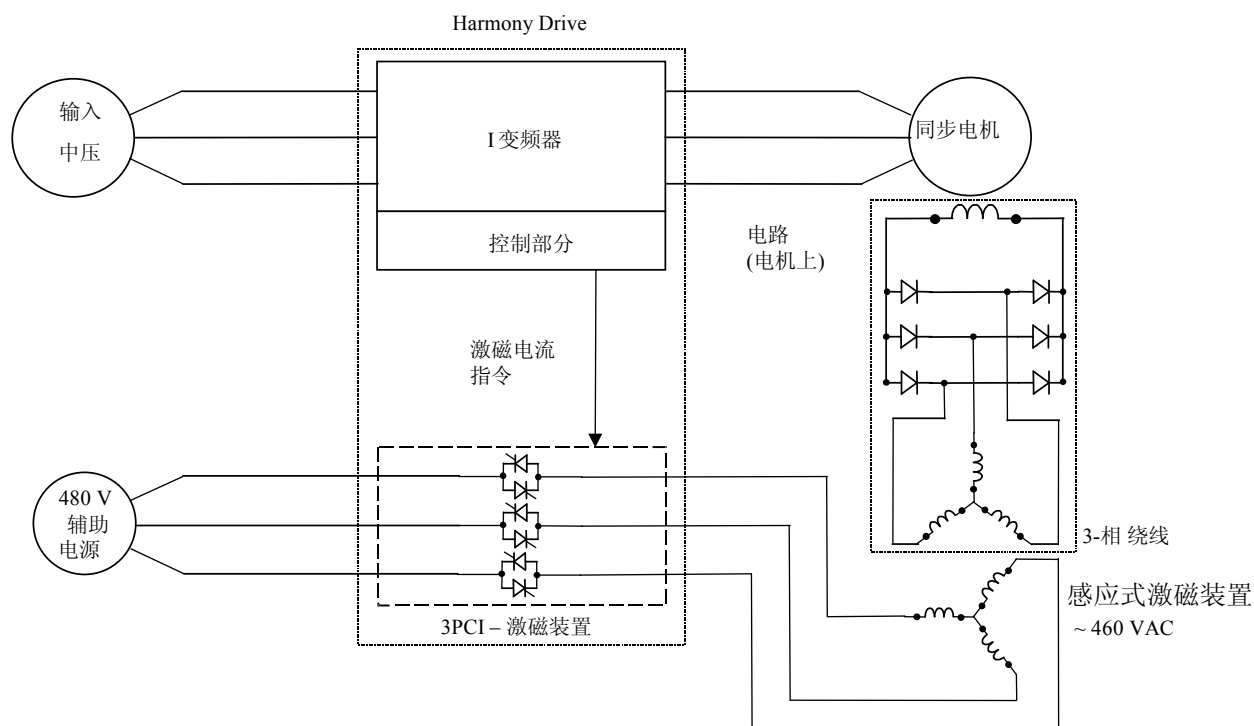 Harmony Drive
输入
中压
I 变频器
同步电机
控制部分
电路
(电机上)
激磁电流
指令
480 V
辅助
电源
3-相 绕线
3PCI – 激磁装置
感应式激磁装置
~ 460 VAC